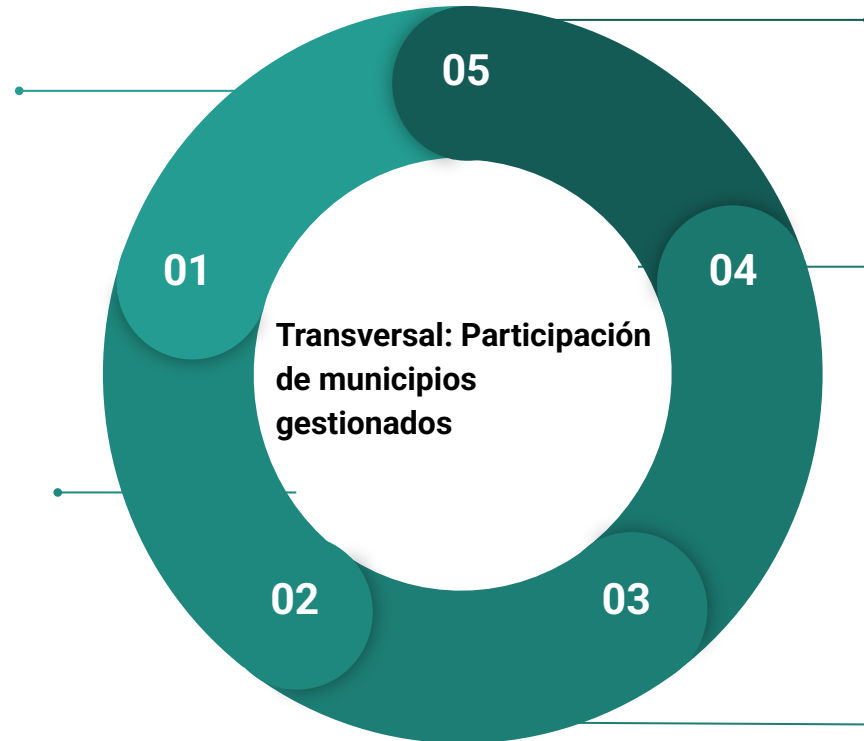 05
01
04
Transversal: Participación
de municipios
gestionados
02
03